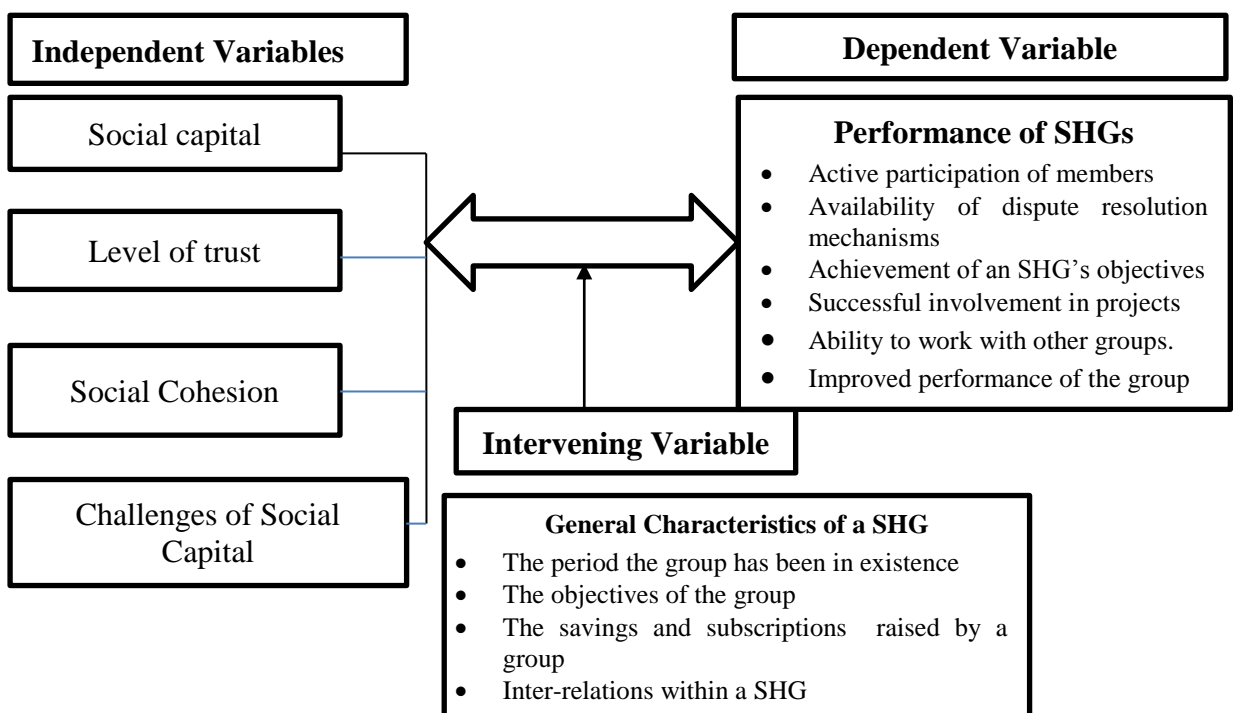 Independent Variables
Social capital
Level of trust
Social Cohesion
Challenges of Social
Capital
Dependent Variable
Performance of SHGs
• Active participation of members
• Availability of dispute resolution
mechanisms
• Achievement of an SHG’s objectives
• Successful involvement in projects
• Ability to work with other groups.
• Improved performance of the group
Intervening Variable
General Characteristics of a SHG
• The period the group has been in existence
• The objectives of the group
• The savings and subscriptions raised by a
group
• Inter-relations within a SHG